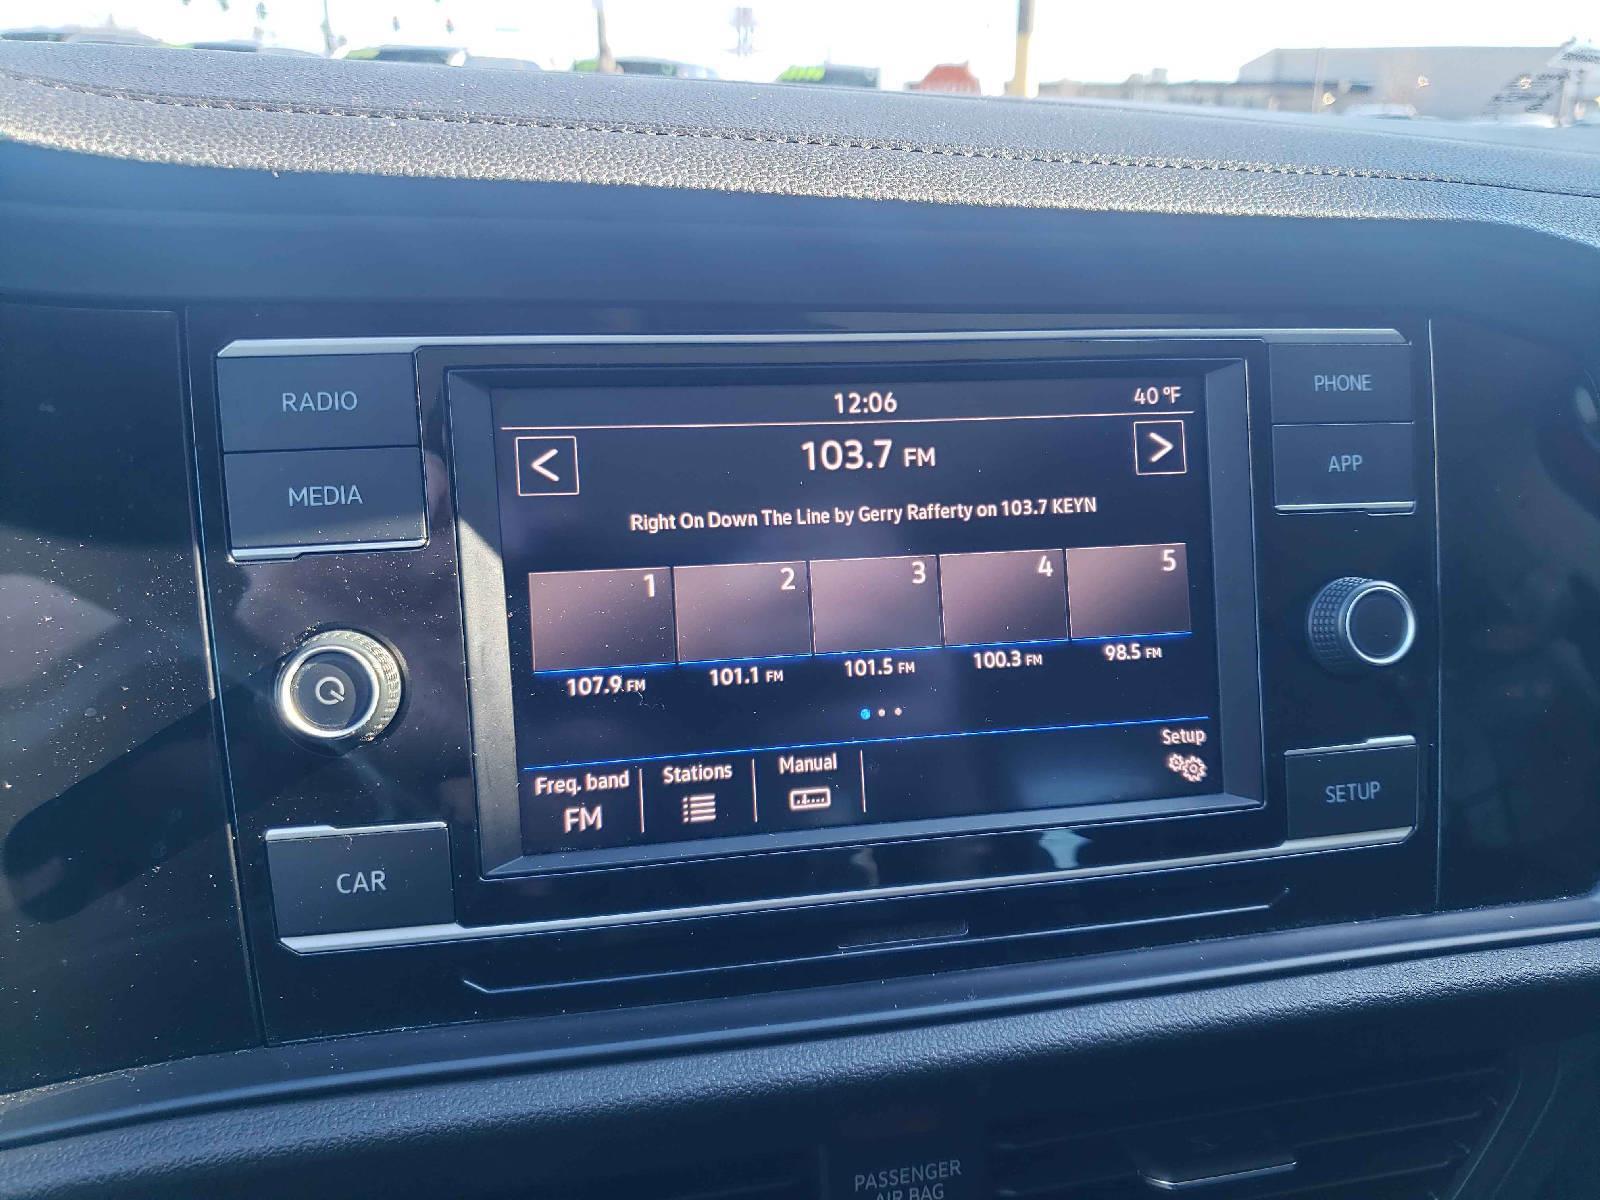 12:06
40 °F
<
103.7 FM
>
Right On Down The Line by Gerry Rafferty on 103.7 KEYN
1 2 3 4 5
107.9 FM 101.1 FM 101.5 FM 100.3 FM 98.5 FM
Freq. band
FM
Stations
Manual
Setup
RADIO
MEDIA
CAR
PHONE
APP
SETUP
PASSENGER
AIR BAG